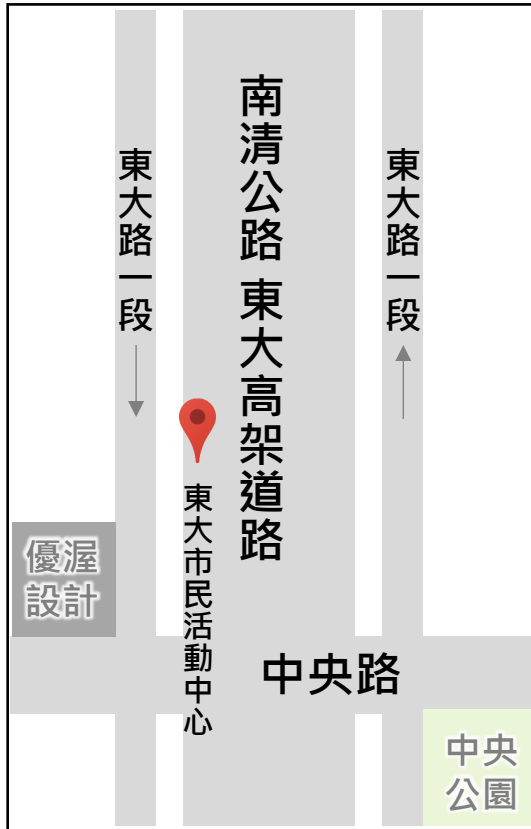 東大路一段
南清公路 東大高架道路
東大路一段
東大市民活動中心
優渥
設計
中央路
中央
公園